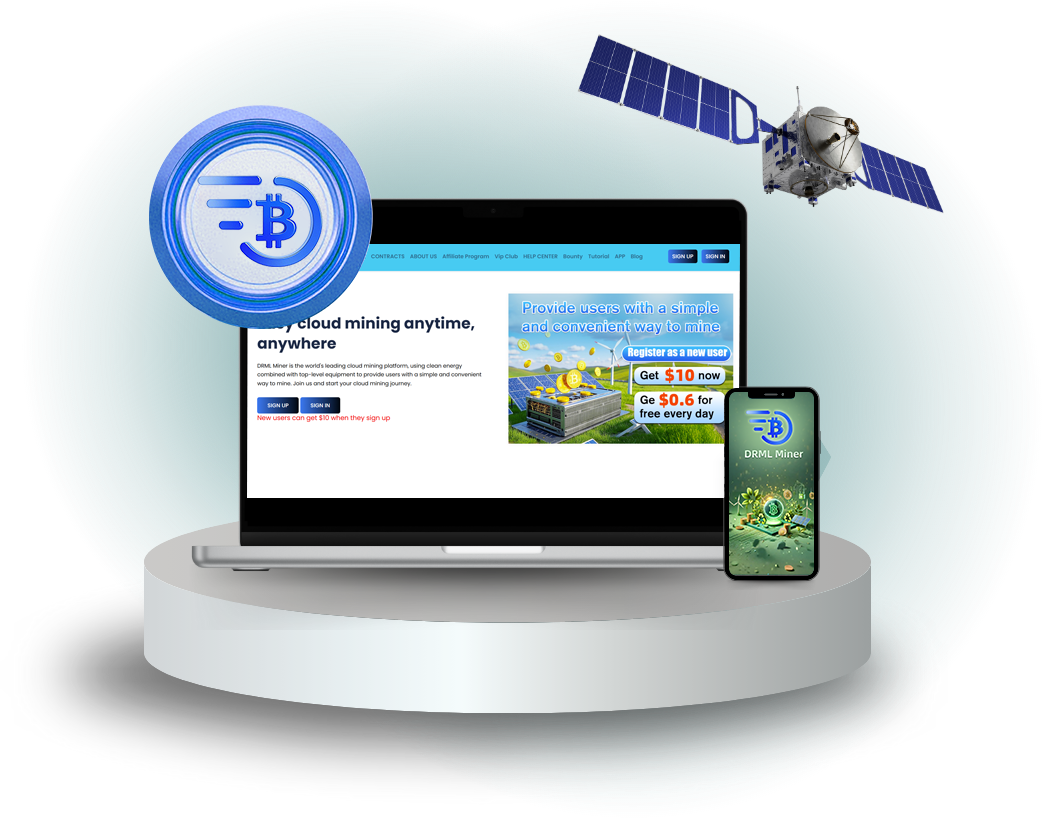 CONTRACTS ABOUT US Affiliate Program Vip Club HELP CENTER Bounty Tutorial APP Blog SIGN UP SIGN IN
cloud mining anytime,
anywhere
DRML Miner is the world's leading cloud mining platform, using clean energy
combined with top-level equipment to provide users with a simple and convenient
way to mine. Join us and start your cloud mining journey.
SIGN UP SIGN IN
New users can get $10 when they sign up
Provide users with a simple
and convenient way to mine
Register as a new user
Get $10 now
Ge $0.6 for
free every day
DRML Miner